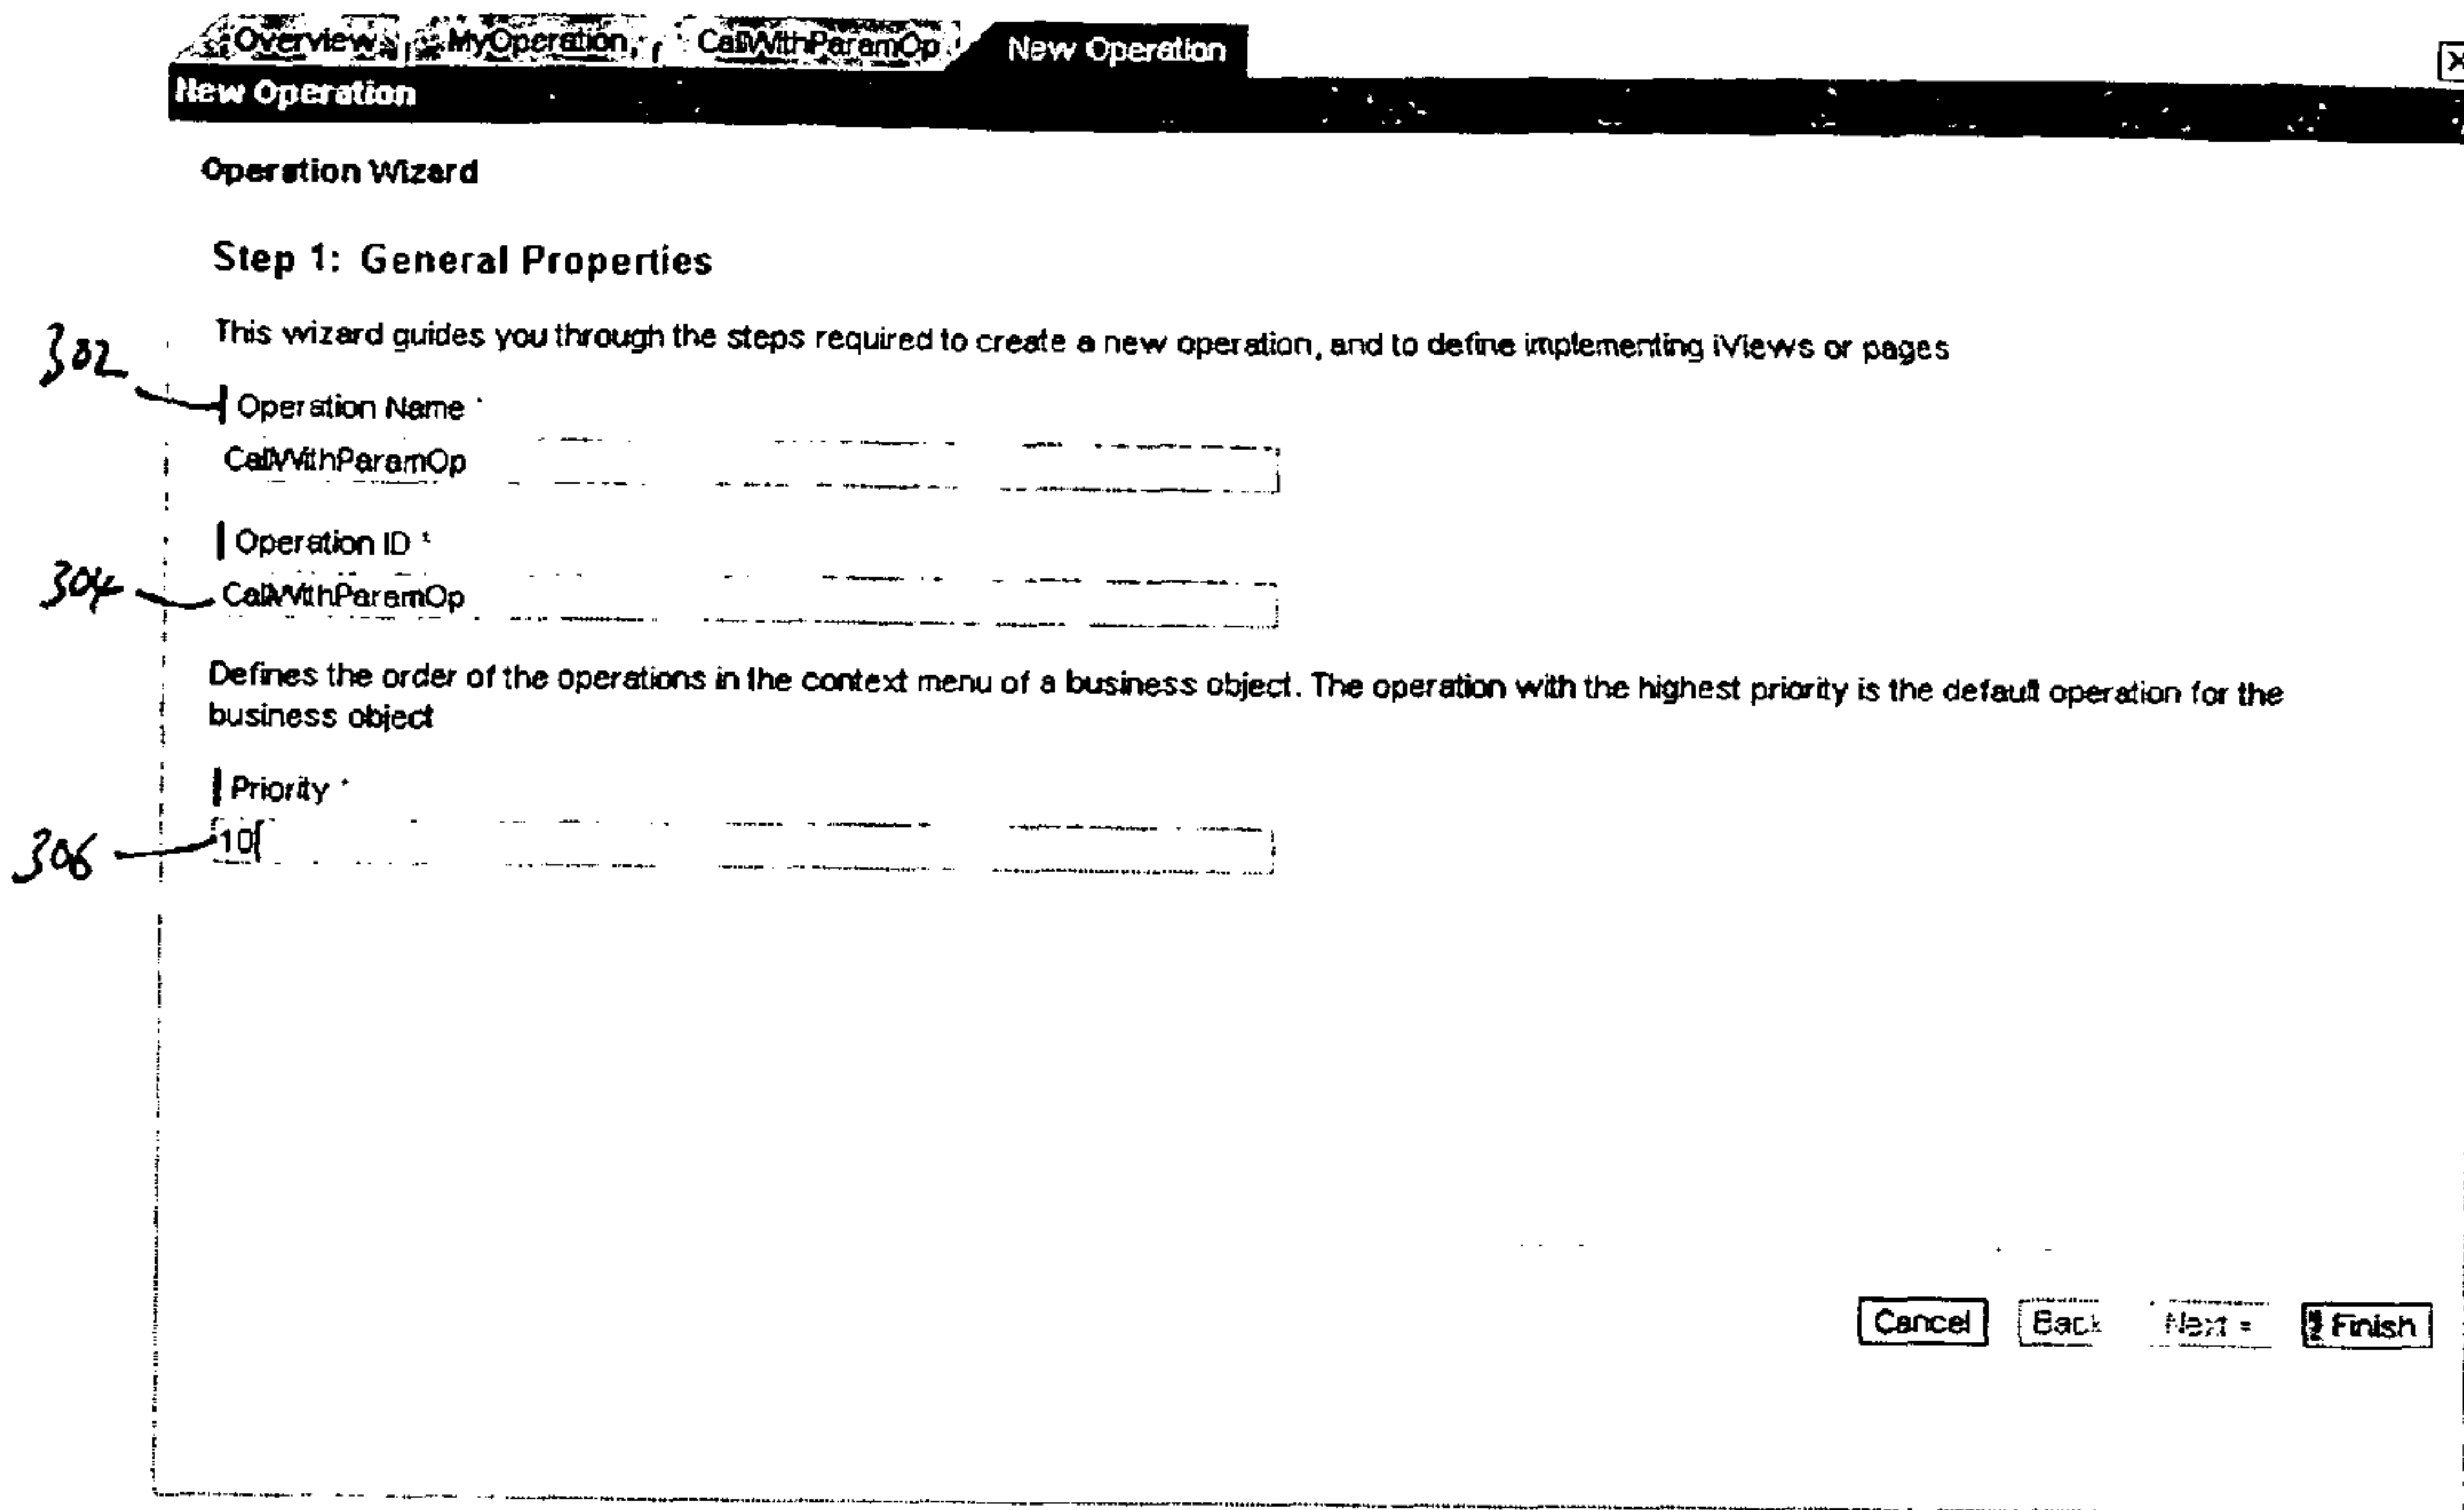 Overview MyOperation CallWithParamOp New Operation
New Operation
Operation Wizard
Step 1: General Properties
This wizard guides you through the steps required to create a new operation, and to define implementing iViews or pages
302
Operation Name *
CallWithParamOp
Operation ID *
304
CallWithParamOp
Defines the order of the operations in the context menu of a business object. The operation with the highest priority is the default operation for the
business object
Priority *
306
10
Cancel Back Next Finish